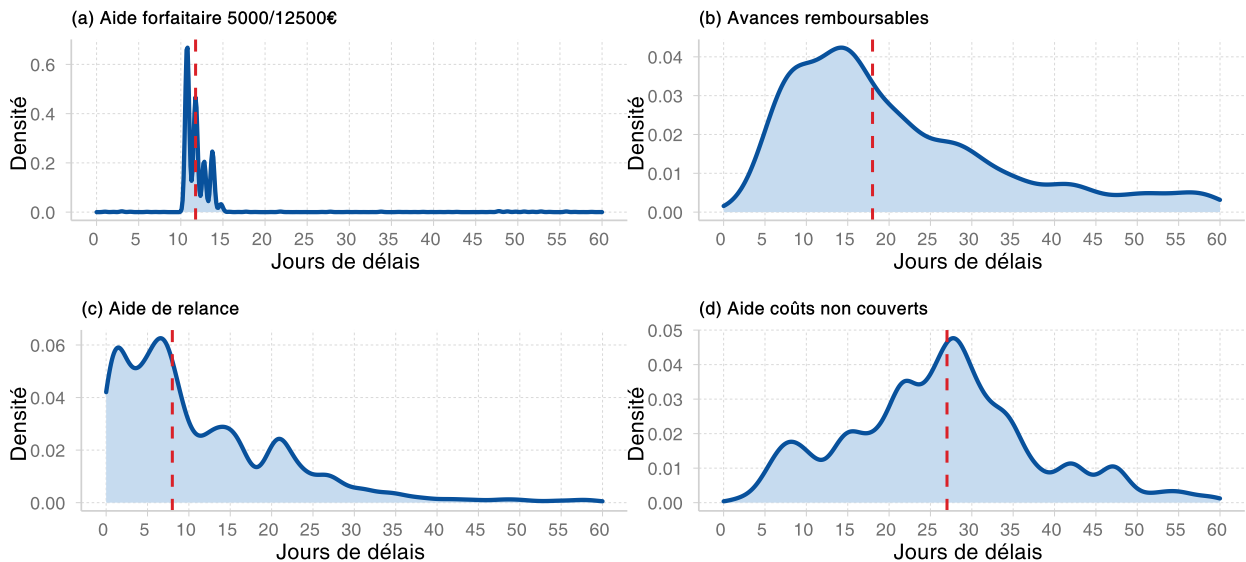 (a) Aide forfaitaire 5000/12500€
Densité
0.6
0.4
0.2
0.0
0 5 10 15 20 25 30 35 40 45 50 55 60
Jours de délais
(b) Avances remboursables
Densité
0.04
0.03
0.02
0.01
0.00
0 5 10 15 20 25 30 35 40 45 50 55 60
Jours de délais
(c) Aide de relance
Densité
0.06
0.04
0.02
0.00
0 5 10 15 20 25 30 35 40 45 50 55 60
Jours de délais
(d) Aide coûts non couverts
Densité
0.05
0.04
0.03
0.02
0.01
0.00
0 5 10 15 20 25 30 35 40 45 50 55 60
Jours de délais